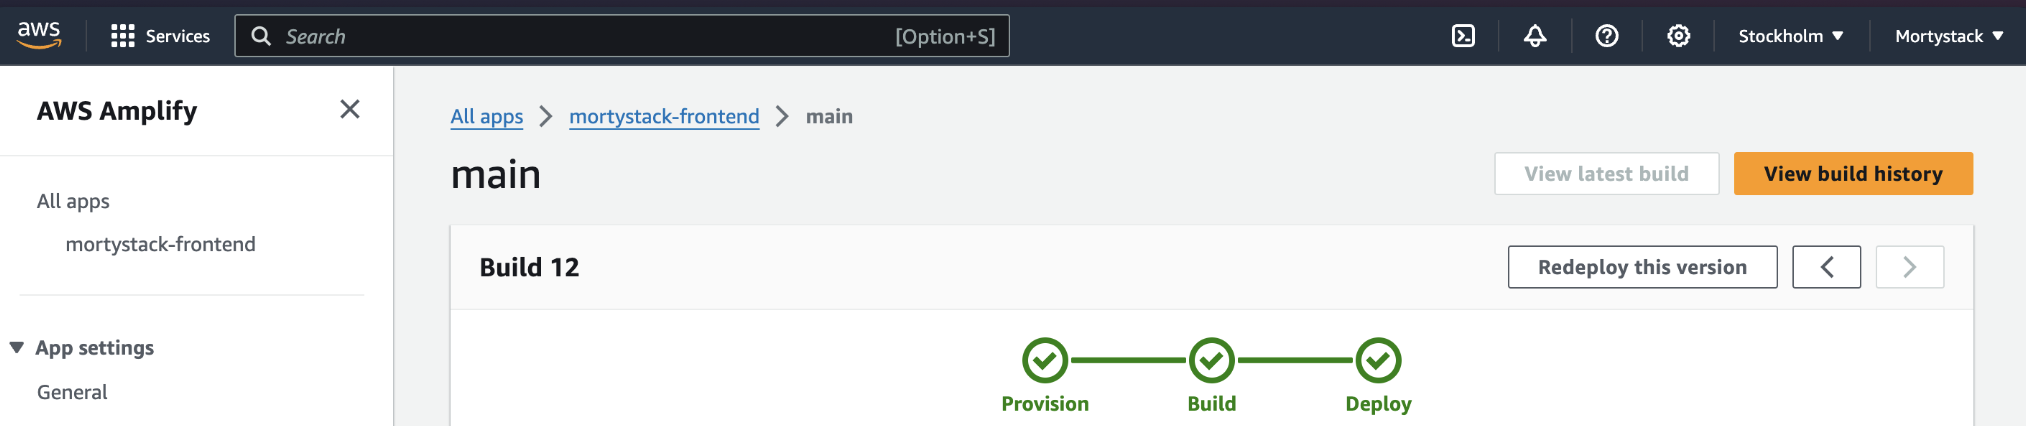 aws Services Search [Option+S] Stockholm Mortystack
AWS Amplify
All apps
mortystack-frontend
App settings
General
All apps mortystack-frontend main
main
View latest build View build history
Build 12 Redeploy this version
Provision Build Deploy